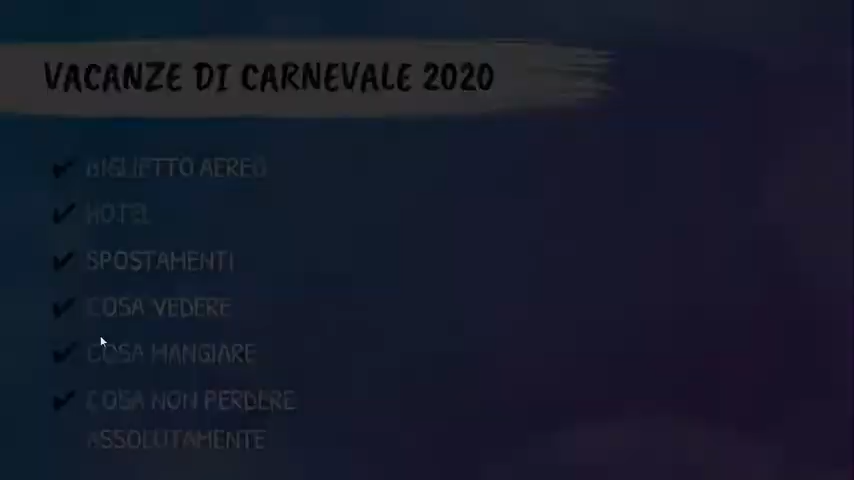 VACANZE DI CARNEVALE 2020
✔ BIGLIETTO AEREO
✔ HOTEL
✔ SPOSTAMENTI
✔ COSA VEDERE
✔ COSA MANGIARE
✔ COSA NON PERDERE
ASSOLUTAMENTE